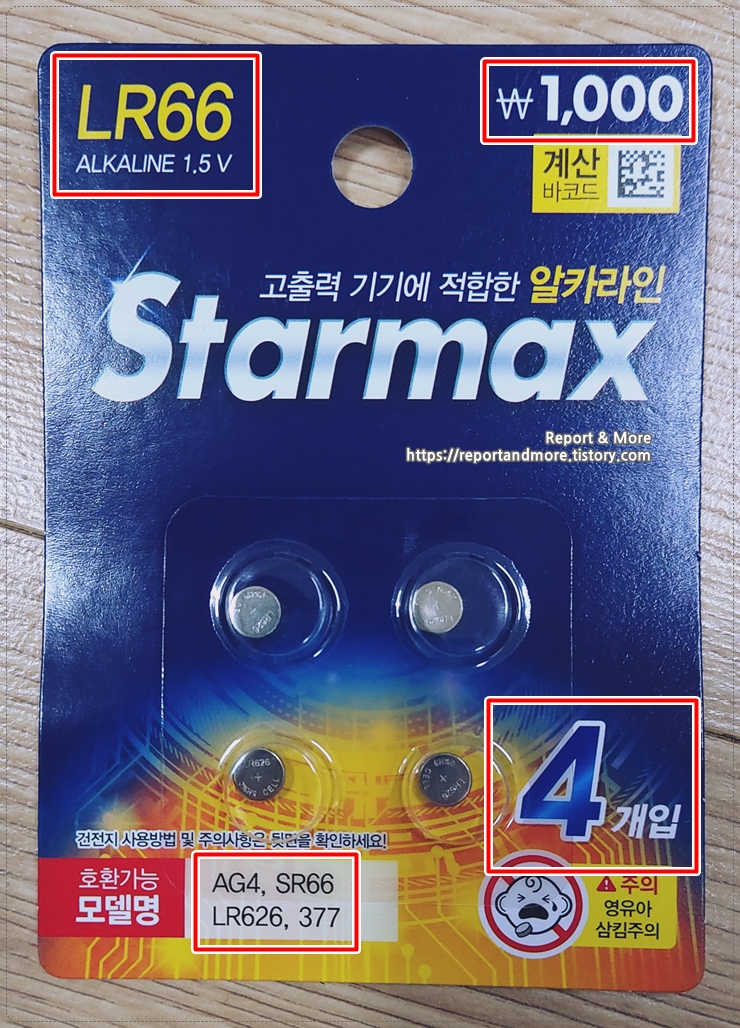 LR66
ALKALINE 1.5 V
₩1,000
계산
바코드
고출력 기기에 적합한 알카라인
Starmax
Report & More
https://reportandmore.tistory.com
LR626
CELL
CELL
LR626
4개입
건전지 사용방법 및 주의사항은 뒷면을 확인하세요!
호환가능
모델명
AG4, SR66
LR626, 377
주의
영유아
삼킴주의